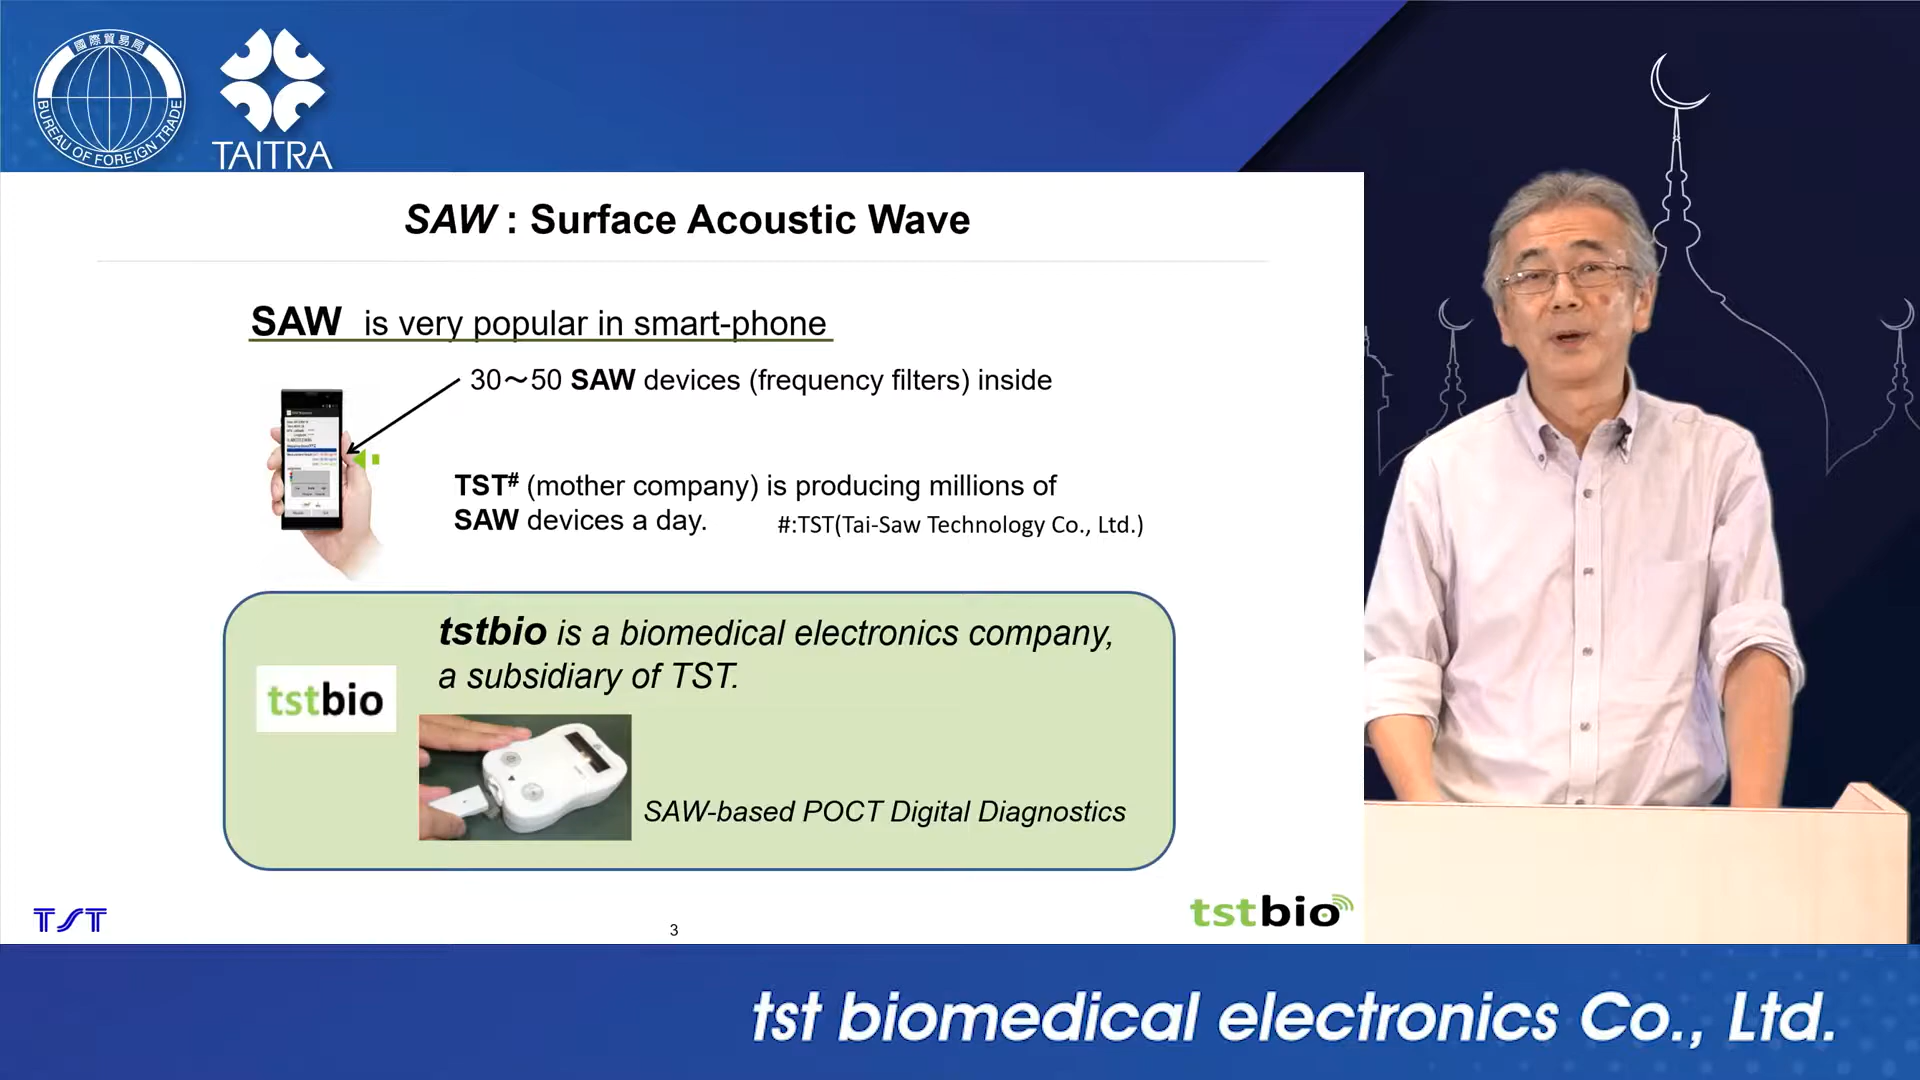 國際貿易局
BUREAU OF FOREIGN TRADE
TAITRA
SAW : Surface Acoustic Wave
SAW is very popular in smart-phone
30～50 SAW devices (frequency filters) inside
TST# (mother company) is producing millions of
SAW devices a day. #:TST(Tai-Saw Technology Co., Ltd.)
tstbio is a biomedical electronics company,
a subsidiary of TST.
tstbio
SAW-based POCT Digital Diagnostics
TST
3
tstbio
tst biomedical electronics Co., Ltd.